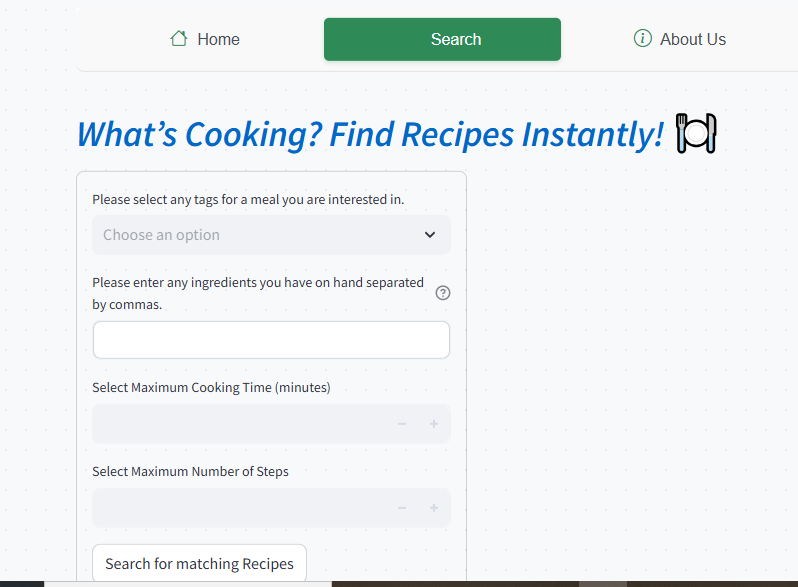 Home
Search
About Us
What’s Cooking? Find Recipes Instantly!
Please select any tags for a meal you are interested in.
Choose an option
Please enter any ingredients you have on hand separated
by commas.
Select Maximum Cooking Time (minutes)
Select Maximum Number of Steps
Search for matching Recipes